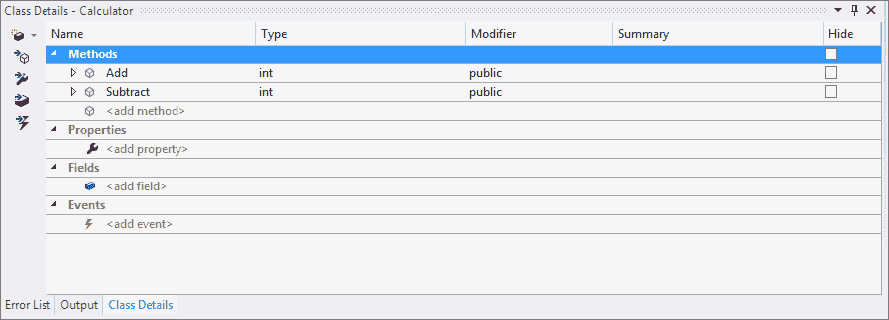 Class Details - Calculator
Name Type Modifier Summary Hide
Methods
Add int public
Subtract int public
<add method>
Properties
<add property>
Fields
<add field>
Events
<add event>
Error List Output Class Details